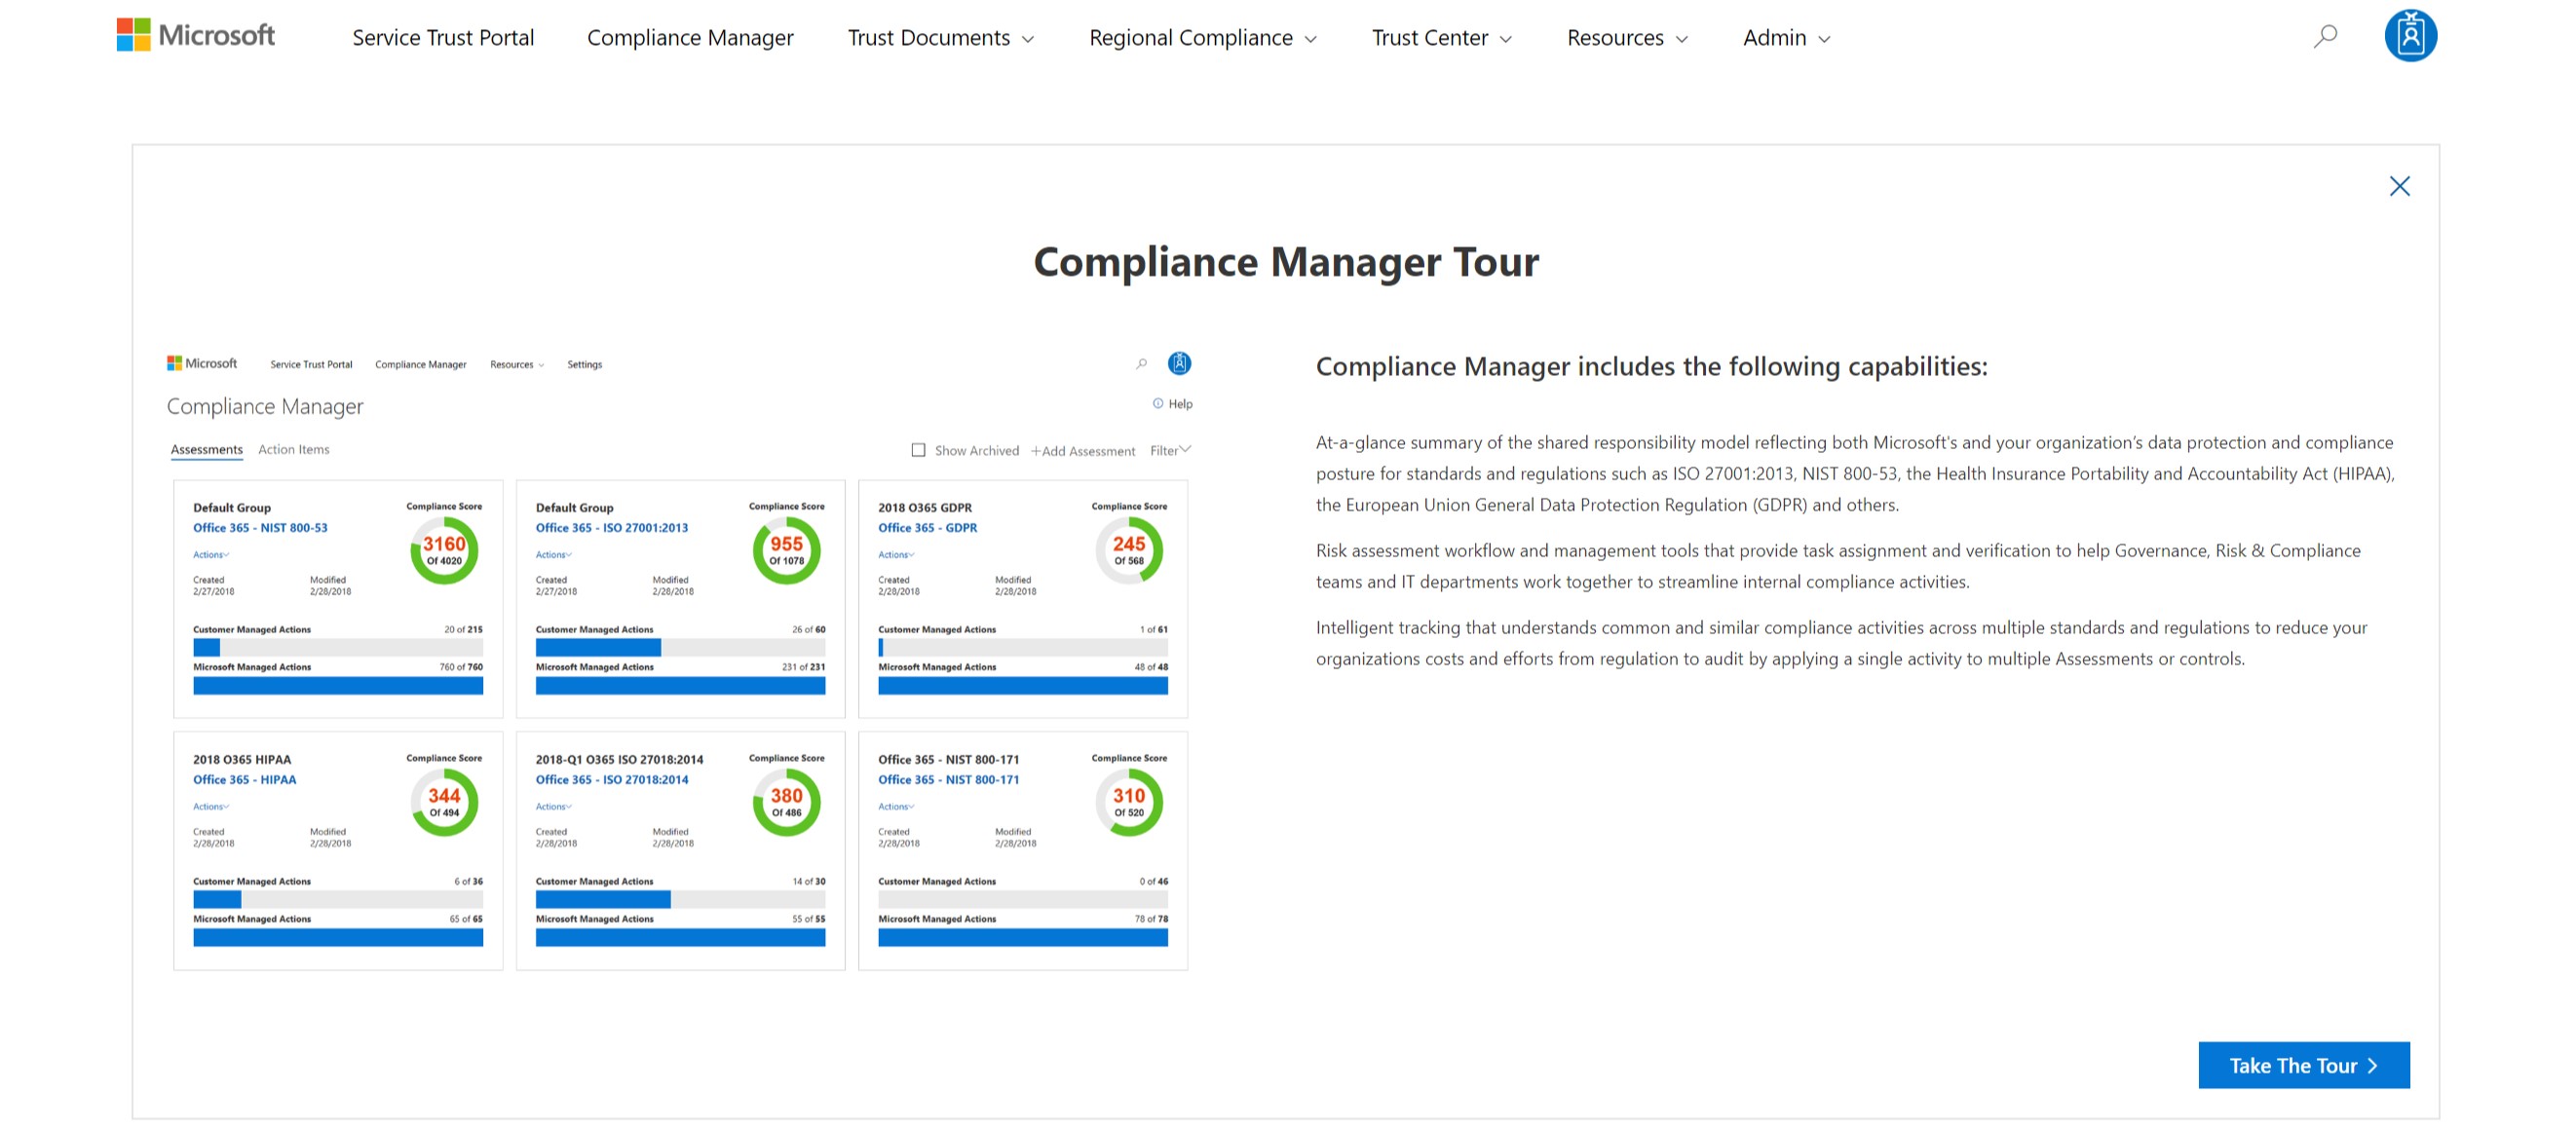 Microsoft Service Trust Portal Compliance Manager Trust Documents Regional Compliance Trust Center Resources Admin
Compliance Manager Tour
Microsoft Service Trust Portal Compliance Manager Resources Settings
Compliance Manager
Help
Assessments Action Items
Show Archived +Add Assessment Filter
Default Group
Compliance Score
Office 365 - NIST 800-53
3160
Of 4020
Actions
Created Modified
2/27/2018 2/28/2018
Customer Managed Actions 20 of 215
Microsoft Managed Actions 760 of 760
Default Group
Compliance Score
Office 365 - ISO 27001:2013
955
Of 1078
Actions
Created Modified
2/27/2018 2/28/2018
Customer Managed Actions 26 of 60
Microsoft Managed Actions 231 of 231
2018 O365 GDPR
Compliance Score
Office 365 - GDPR
245
Of 568
Actions
Created Modified
2/28/2018 2/28/2018
Customer Managed Actions 1 of 61
Microsoft Managed Actions 48 of 48
2018 O365 HIPAA
Compliance Score
Office 365 - HIPAA
344
Of 494
Actions
Created Modified
2/28/2018 2/28/2018
Customer Managed Actions 6 of 36
Microsoft Managed Actions 65 of 65
2018-Q1 O365 ISO 27018:2014
Compliance Score
Office 365 - ISO 27018:2014
380
Of 486
Actions
Created Modified
2/28/2018 2/28/2018
Customer Managed Actions 14 of 30
Microsoft Managed Actions 55 of 55
Office 365 - NIST 800-171
Compliance Score
Office 365 - NIST 800-171
310
Of 520
Actions
Created Modified
2/28/2018 2/28/2018
Customer Managed Actions 0 of 46
Microsoft Managed Actions 78 of 78
Compliance Manager includes the following capabilities:
At-a-glance summary of the shared responsibility model reflecting both Microsoft's and your organization's data protection and compliance
posture for standards and regulations such as ISO 27001:2013, NIST 800-53, the Health Insurance Portability and Accountability Act (HIPAA),
the European Union General Data Protection Regulation (GDPR) and others.
Risk assessment workflow and management tools that provide task assignment and verification to help Governance, Risk & Compliance
teams and IT departments work together to streamline internal compliance activities.
Intelligent tracking that understands common and similar compliance activities across multiple standards and regulations to reduce your
organizations costs and efforts from regulation to audit by applying a single activity to multiple Assessments or controls.
Take The Tour